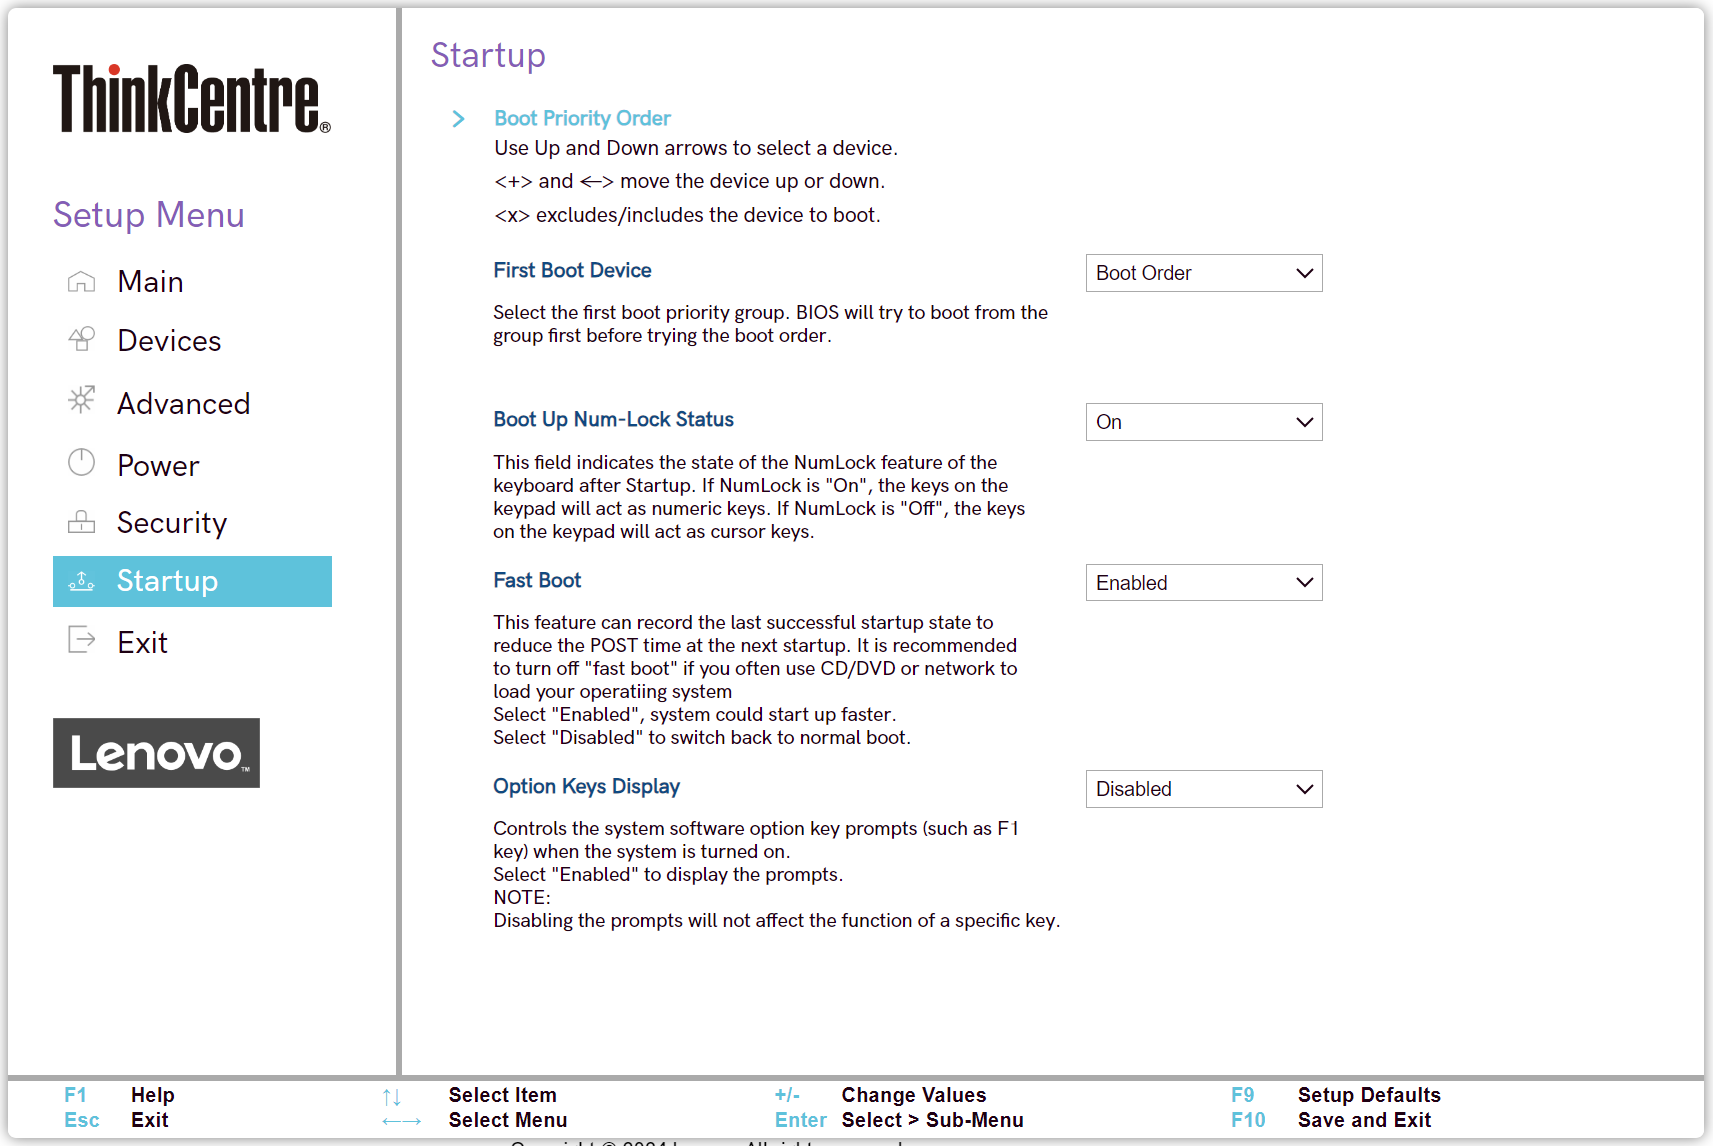 ThinkCentre®
Setup Menu
Main
Devices
Advanced
Power
Security
Startup
Exit
Lenovo™
Startup
> Boot Priority Order
Use Up and Down arrows to select a device.
<+> and <-> move the device up or down.
<x> excludes/includes the device to boot.
First Boot Device
Boot Order
Select the first boot priority group. BIOS will try to boot from the
group first before trying the boot order.
Boot Up Num-Lock Status
On
This field indicates the state of the NumLock feature of the
keyboard after Startup. If NumLock is "On", the keys on the
keypad will act as numeric keys. If NumLock is "Off", the keys
on the keypad will act as cursor keys.
Fast Boot
Enabled
This feature can record the last successful startup state to
reduce the POST time at the next startup. It is recommended
to turn off "fast boot" if you often use CD/DVD or network to
load your operatiing system
Select "Enabled", system could start up faster.
Select "Disabled" to switch back to normal boot.
Option Keys Display
Disabled
Controls the system software option key prompts (such as F1
key) when the system is turned on.
Select "Enabled" to display the prompts.
NOTE:
Disabling the prompts will not affect the function of a specific key.
F1 Help ↑↓ Select Item +/- Change Values F9 Setup Defaults
Esc Exit ←→ Select Menu Enter Select > Sub-Menu F10 Save and Exit